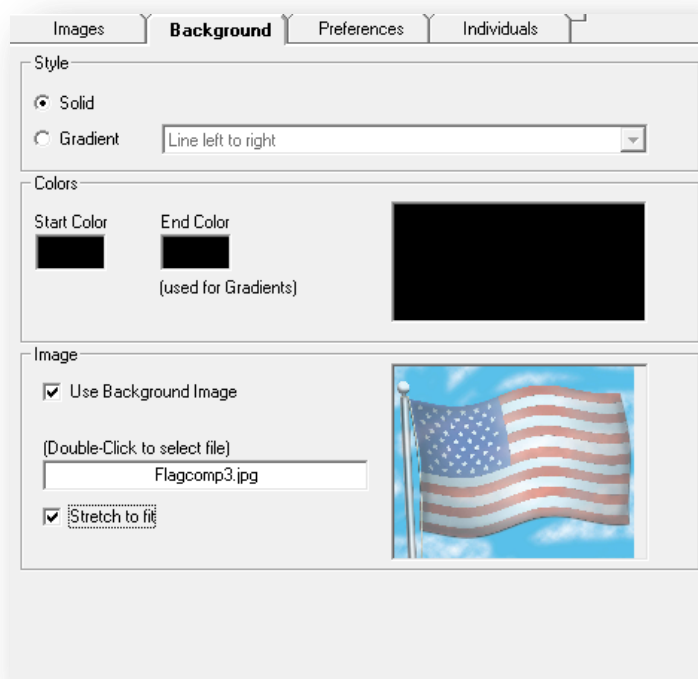 Images Background Preferences Individuals
Style
Solid
Gradient Line left to right
Colors
Start Color End Color
(used for Gradients)
Image
Use Background Image
(Double-Click to select file)
Flagcomp3.jpg
Stretch to fit